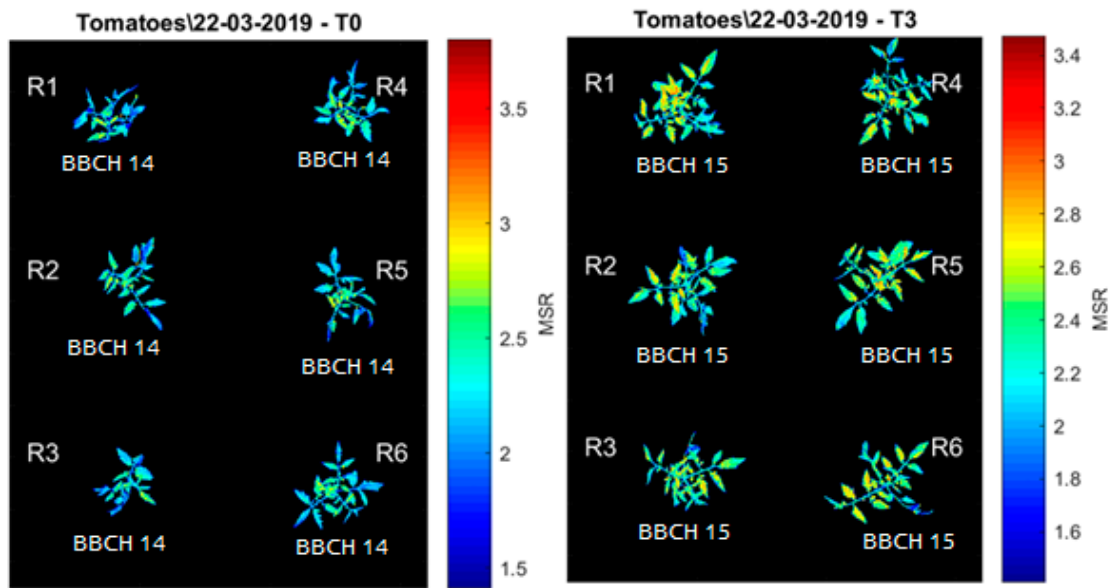 Tomatoes\22-03-2019 - T0
R1
R4
BBCH 14
BBCH 14
R2
R5
BBCH 14
BBCH 14
R3
R6
BBCH 14
BBCH 14
3.5
3
2.5
2
1.5
MSR
Tomatoes\22-03-2019 - T3
R1
R4
BBCH 15
BBCH 15
R2
R5
BBCH 15
BBCH 15
R3
R6
BBCH 15
BBCH 15
3.4
3.2
3
2.8
2.6
2.4
2.2
2
1.8
1.6
MSR